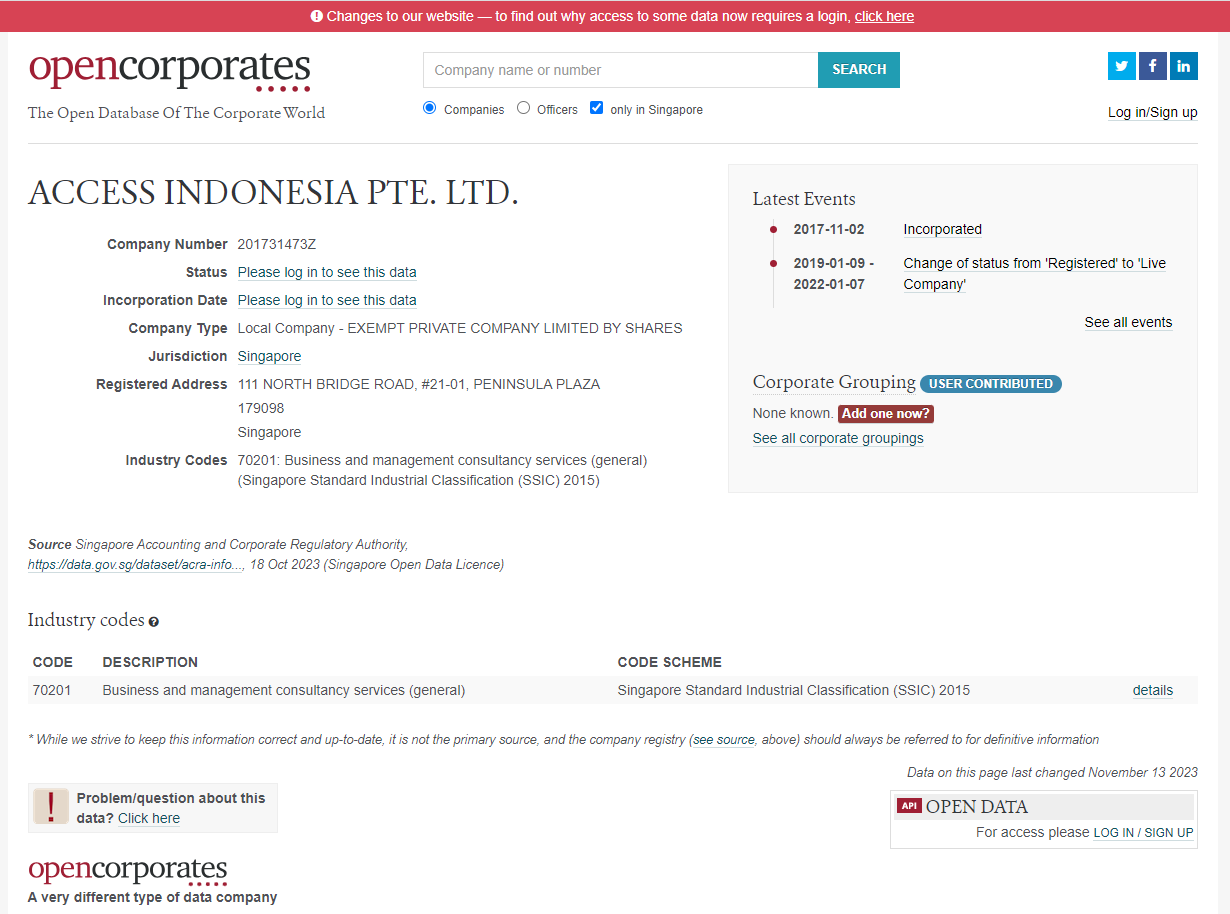 Changes to our website — to find out why access to some data now requires a login, click here
opencorporates
The Open Database Of The Corporate World
Company name or number
SEARCH
Companies Officers only in Singapore
Log in/Sign up
ACCESS INDONESIA PTE. LTD.
Company Number 201731473Z
Status Please log in to see this data
Incorporation Date Please log in to see this data
Company Type Local Company - EXEMPT PRIVATE COMPANY LIMITED BY SHARES
Jurisdiction Singapore
Registered Address 111 NORTH BRIDGE ROAD, #21-01, PENINSULA PLAZA
179098
Singapore
Industry Codes 70201: Business and management consultancy services (general)
(Singapore Standard Industrial Classification (SSIC) 2015)
Latest Events
2017-11-02 Incorporated
2019-01-09 - Change of status from 'Registered' to 'Live
2022-01-07 Company'
See all events
Corporate Grouping USER CONTRIBUTED
None known. Add one now?
See all corporate groupings
Source Singapore Accounting and Corporate Regulatory Authority,
https://data.gov.sg/dataset/acra-info..., 18 Oct 2023 (Singapore Open Data Licence)
Industry codes ?
CODE DESCRIPTION CODE SCHEME
70201 Business and management consultancy services (general) Singapore Standard Industrial Classification (SSIC) 2015 details
* While we strive to keep this information correct and up-to-date, it is not the primary source, and the company registry (see source, above) should always be referred to for definitive information
Data on this page last changed November 13 2023
! Problem/question about this
data? Click here
API OPEN DATA
For access please LOG IN / SIGN UP
opencorporates
A very different type of data company